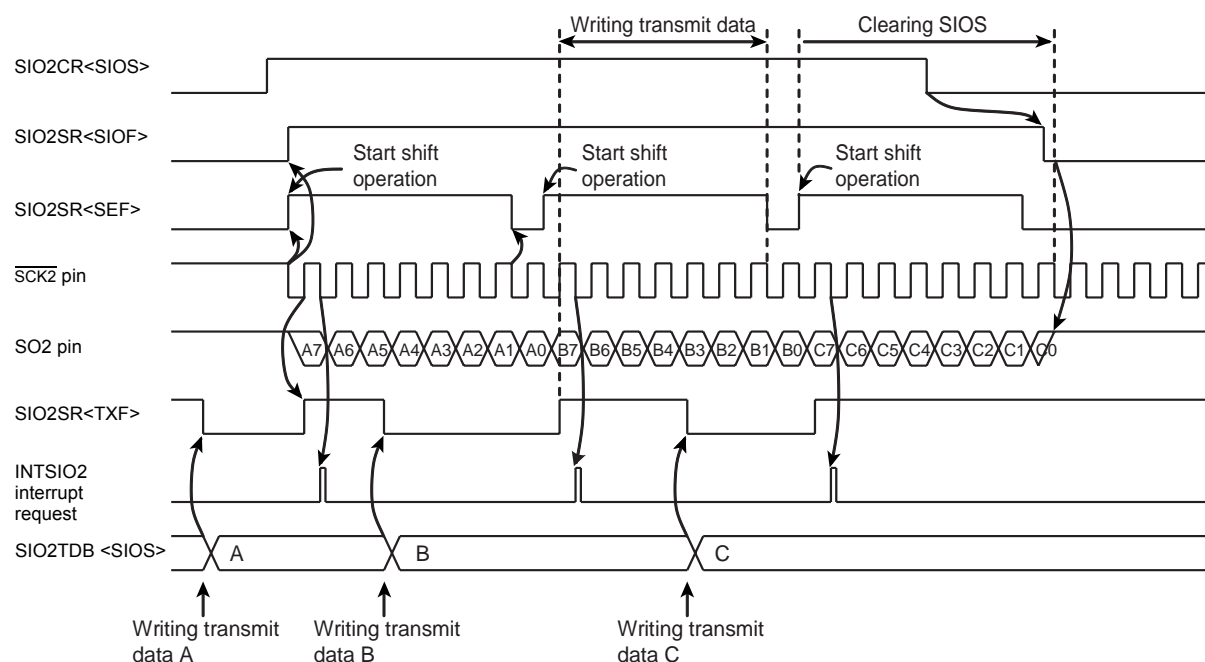 Writing transmit data
Clearing SIOS
SIO2CR<SIOS>
SIO2SR<SIOF>
Start shift
operation
Start shift
operation
Start shift
operation
SIO2SR<SEF>
SCK2 pin
SO2 pin
A7 A6 A5 A4 A3 A2 A1 A0 B7 B6 B5 B4 B3 B2 B1 B0 C7 C6 C5 C4 C3 C2 C1 C0
SIO2SR<TXF>
INTSIO2
interrupt
request
SIO2TDB <SIOS>
A B C
Writing transmit
data A
Writing transmit
data B
Writing transmit
data C